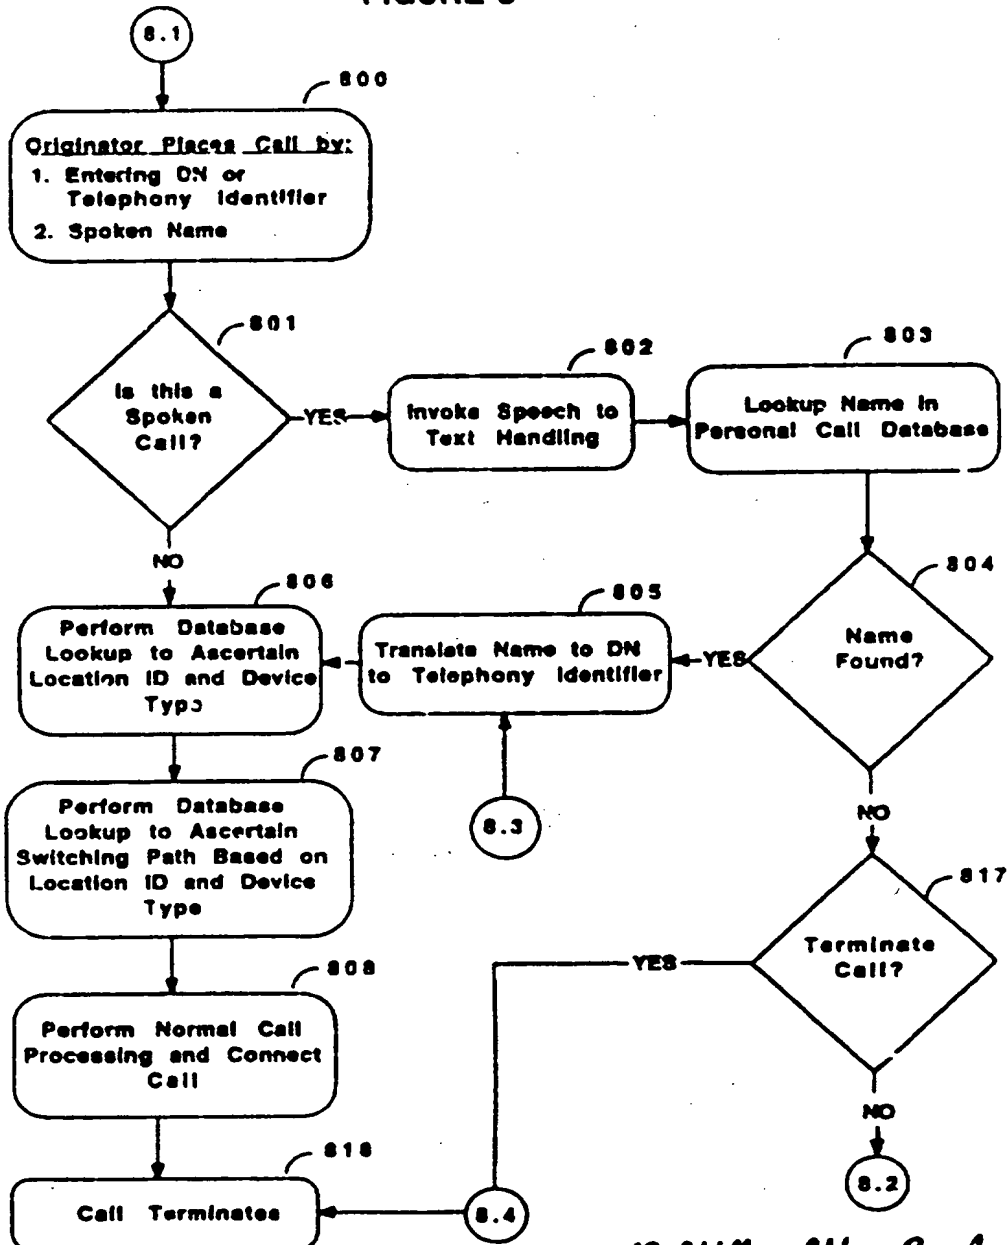 8.1
800
Originator Places Call by:
1. Entering DN or
Telephony Identifier
2. Spoken Name
801
Is this a
Spoken
Call?
YES
802
Invoke Speech to
Text Handling
803
Lookup Name in
Personal Call Database
NO
804
Name
Found?
YES
805
Translate Name to DN
to Telephony Identifier
8.3
806
Perform Database
Lookup to Ascertain
Location ID and Device
Type
807
Perform Database
Lookup to Ascertain
Switching Path Based on
Location ID and Device
Type
NO
817
Terminate
Call?
YES
808
Perform Normal Call
Processing and Connect
Call
NO
8.2
818
Call Terminates
8.4